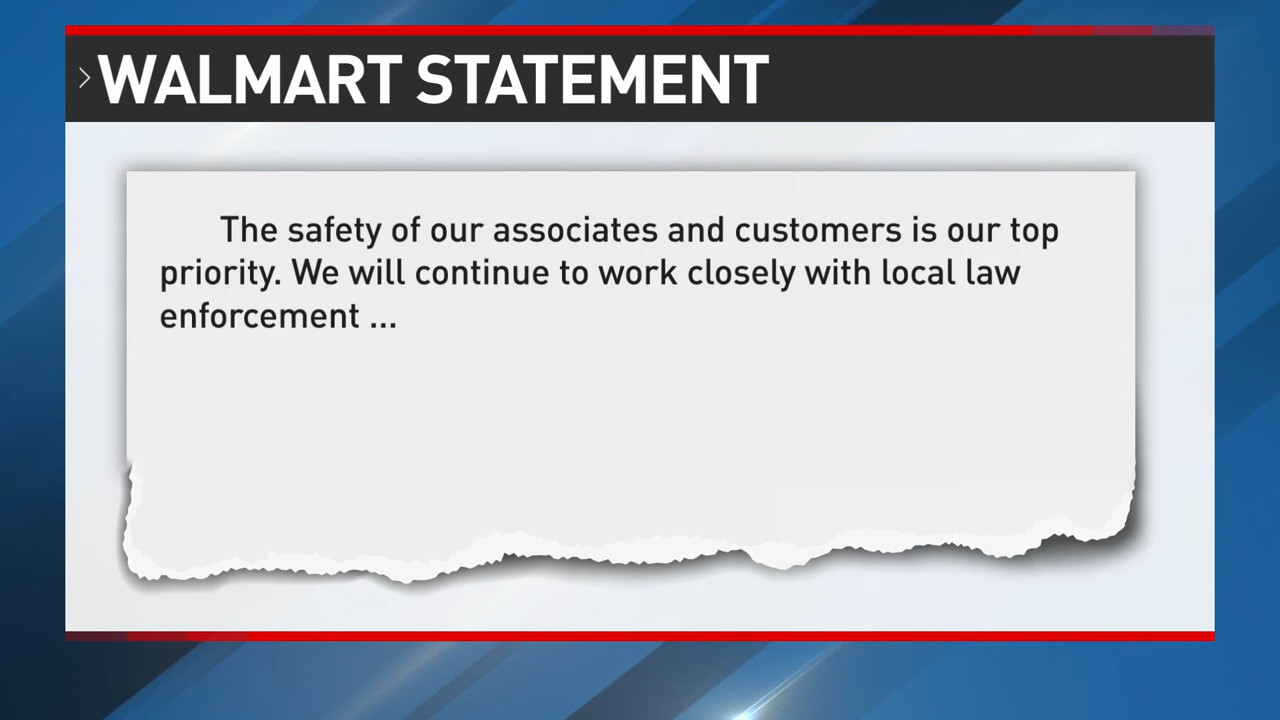 WALMART STATEMENT
The safety of our associates and customers is our top
priority. We will continue to work closely with local law
enforcement ...